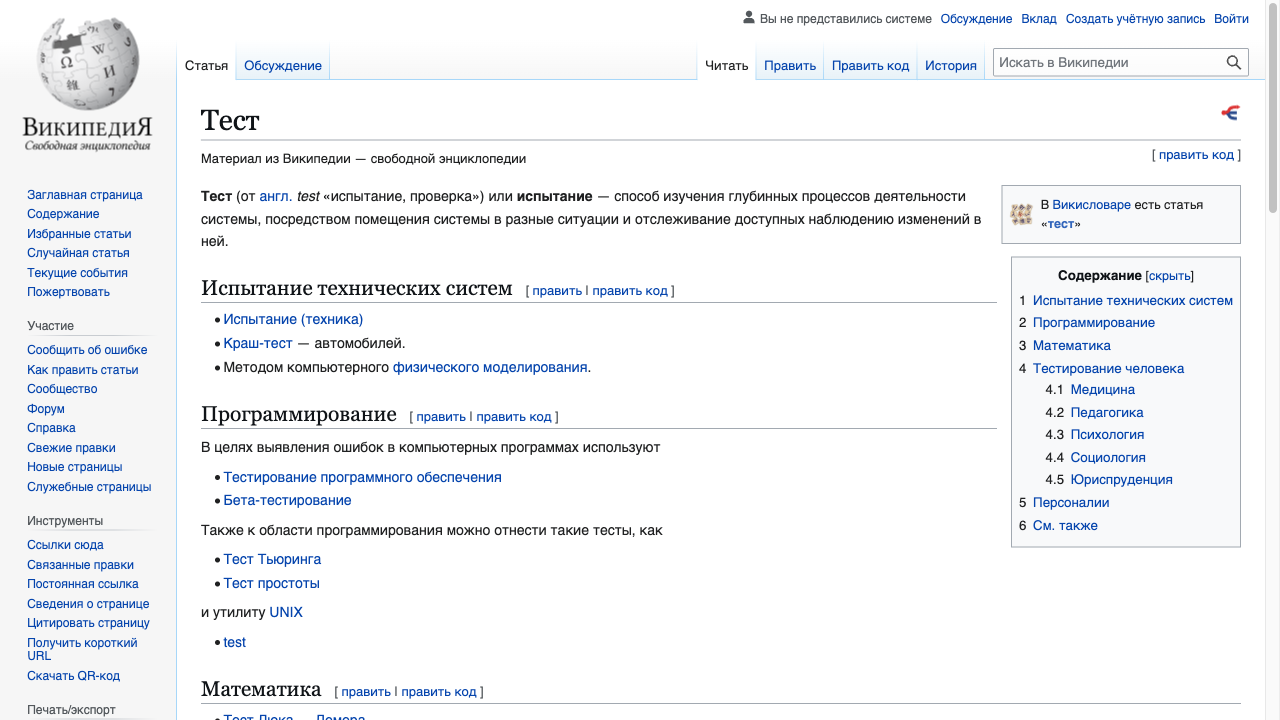 Вы не представились системе Обсуждение Вклад Создать учётную запись Войти
Статья Обсуждение Читать Править Править код История Искать в Википедии
ВикипедиЯ
Свободная энциклопедия
Заглавная страница
Содержание
Избранные статьи
Случайная статья
Текущие события
Пожертвовать
Участие
Сообщить об ошибке
Как править статьи
Сообщество
Форум
Справка
Свежие правки
Новые страницы
Служебные страницы
Инструменты
Ссылки сюда
Связанные правки
Постоянная ссылка
Сведения о странице
Цитировать страницу
Получить короткий
URL
Скачать QR-код
Печать/экспорт
Тест
Материал из Википедии — свободной энциклопедии
[ править код ]
Тест (от англ. test «испытание, проверка») или испытание — способ изучения глубинных процессов деятельности
системы, посредством помещения системы в разные ситуации и отслеживание доступных наблюдению изменений в
ней.
В Викисловаре есть статья
«тест»
Содержание [скрыть]
1 Испытание технических систем
2 Программирование
3 Математика
4 Тестирование человека
4.1 Медицина
4.2 Педагогика
4.3 Психология
4.4 Социология
4.5 Юриспруденция
5 Персоналии
6 См. также
Испытание технических систем [ править | править код ]
• Испытание (техника)
• Краш-тест — автомобилей.
• Методом компьютерного физического моделирования.
Программирование [ править | править код ]
В целях выявления ошибок в компьютерных программах используют
• Тестирование программного обеспечения
• Бета-тестирование
Также к области программирования можно отнести такие тесты, как
• Тест Тьюринга
• Тест простоты
и утилиту UNIX
• test
Математика [ править | править код ]
• Тест Люка — Лемера